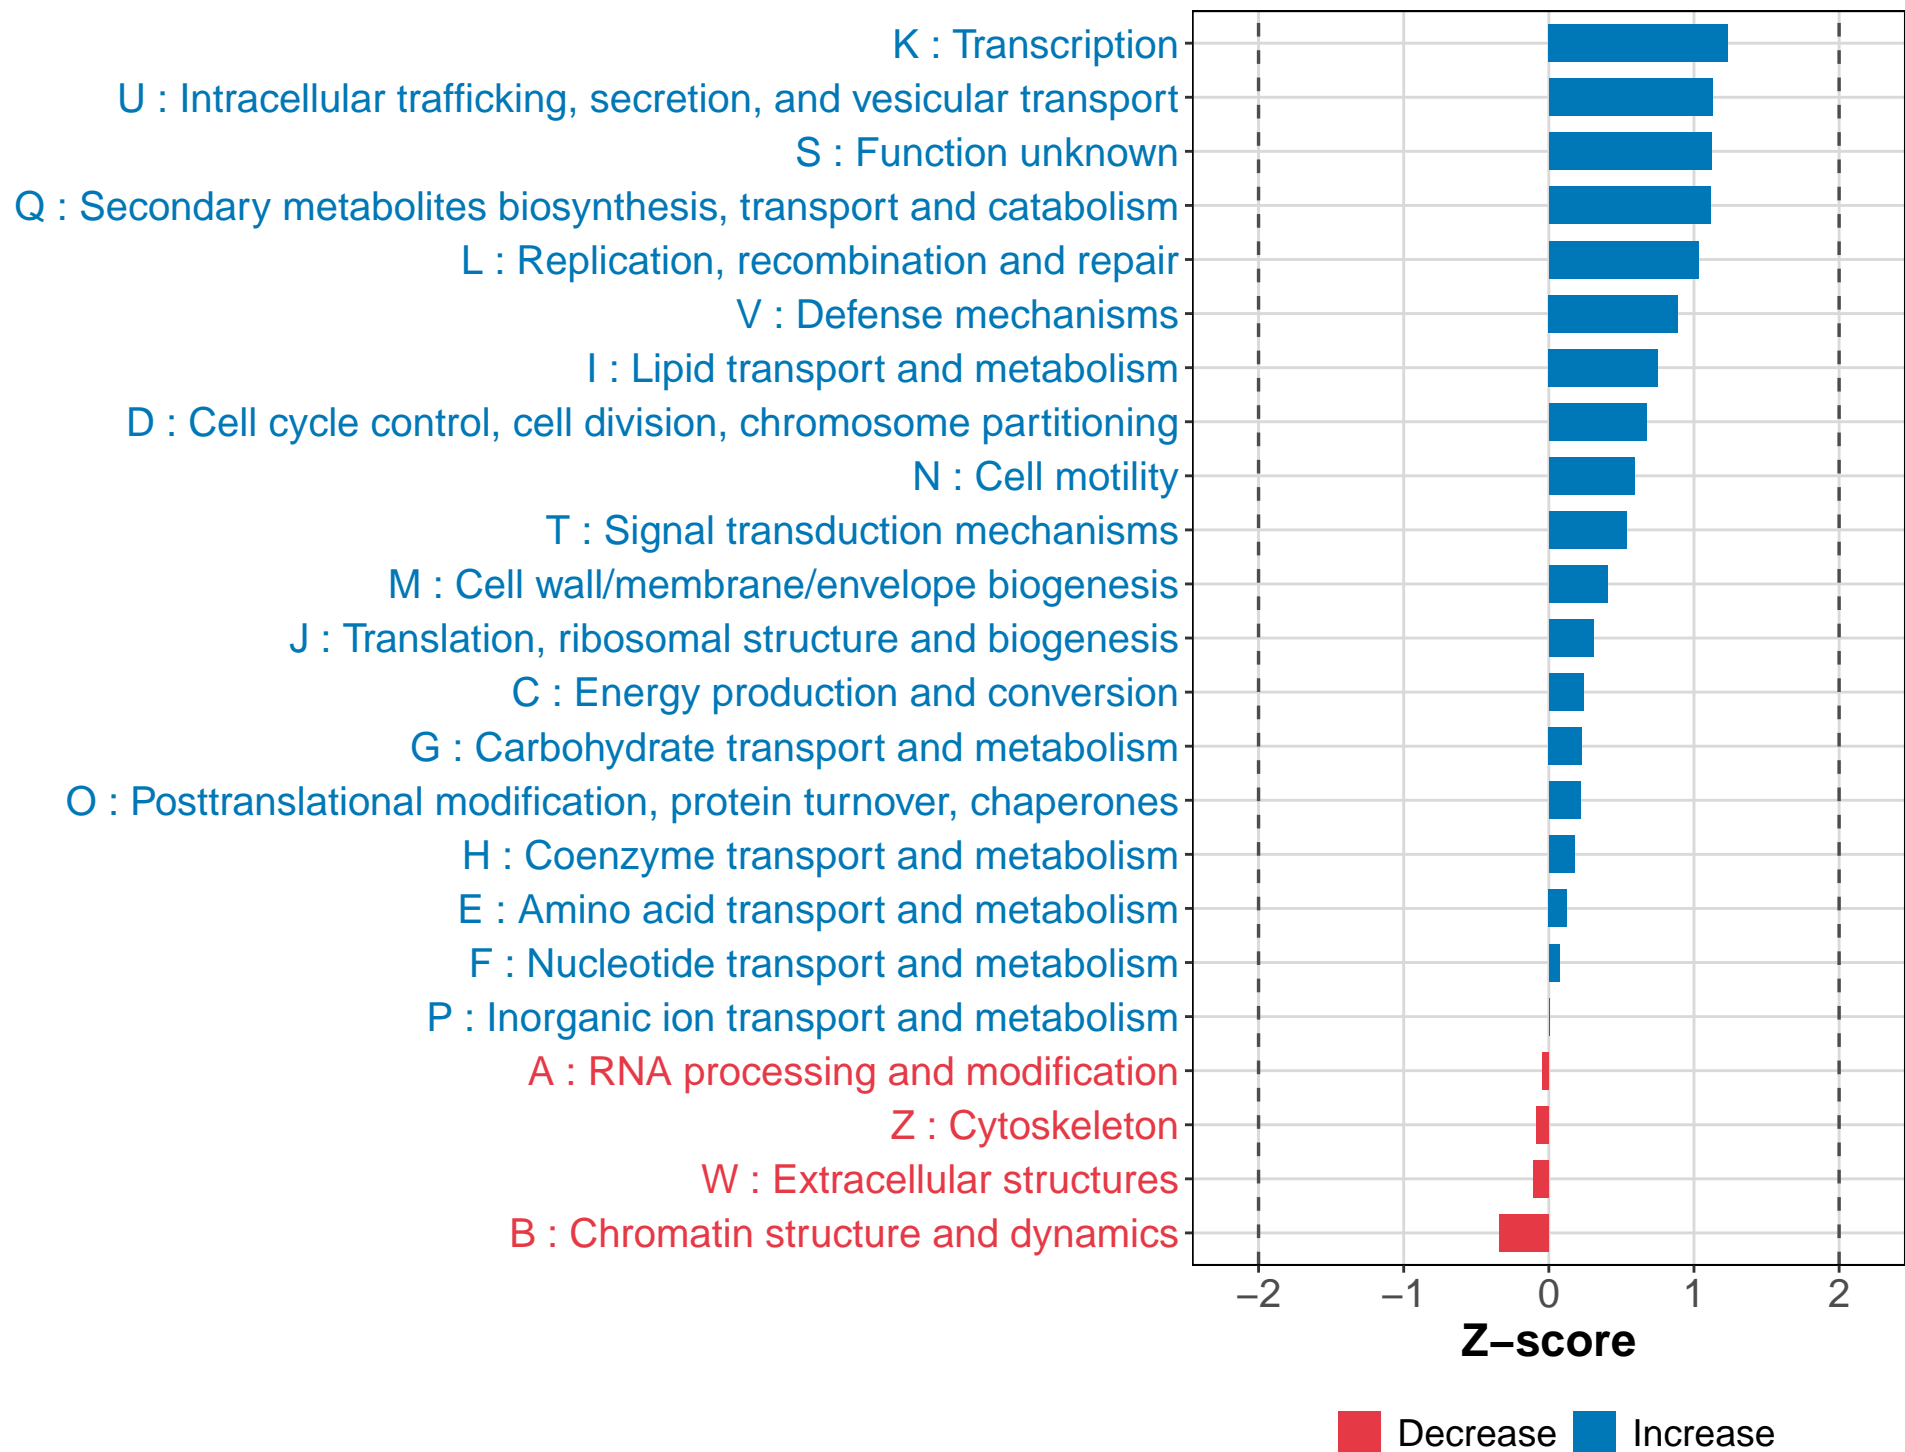 K : Transcription
U : Intracellular trafficking, secretion, and vesicular transport
S : Function unknown
Q : Secondary metabolites biosynthesis, transport and catabolism
L : Replication, recombination and repair
V : Defense mechanisms
I : Lipid transport and metabolism
D : Cell cycle control, cell division, chromosome partitioning
N : Cell motility
T : Signal transduction mechanisms
M : Cell wall/membrane/envelope biogenesis
J : Translation, ribosomal structure and biogenesis
C : Energy production and conversion
G : Carbohydrate transport and metabolism
O : Posttranslational modification, protein turnover, chaperones
H : Coenzyme transport and metabolism
E : Amino acid transport and metabolism
F : Nucleotide transport and metabolism
P : Inorganic ion transport and metabolism
A : RNA processing and modification
Z : Cytoskeleton
W : Extracellular structures
B : Chromatin structure and dynamics
−2 −1 0 1 2
Z−score
Decrease Increase